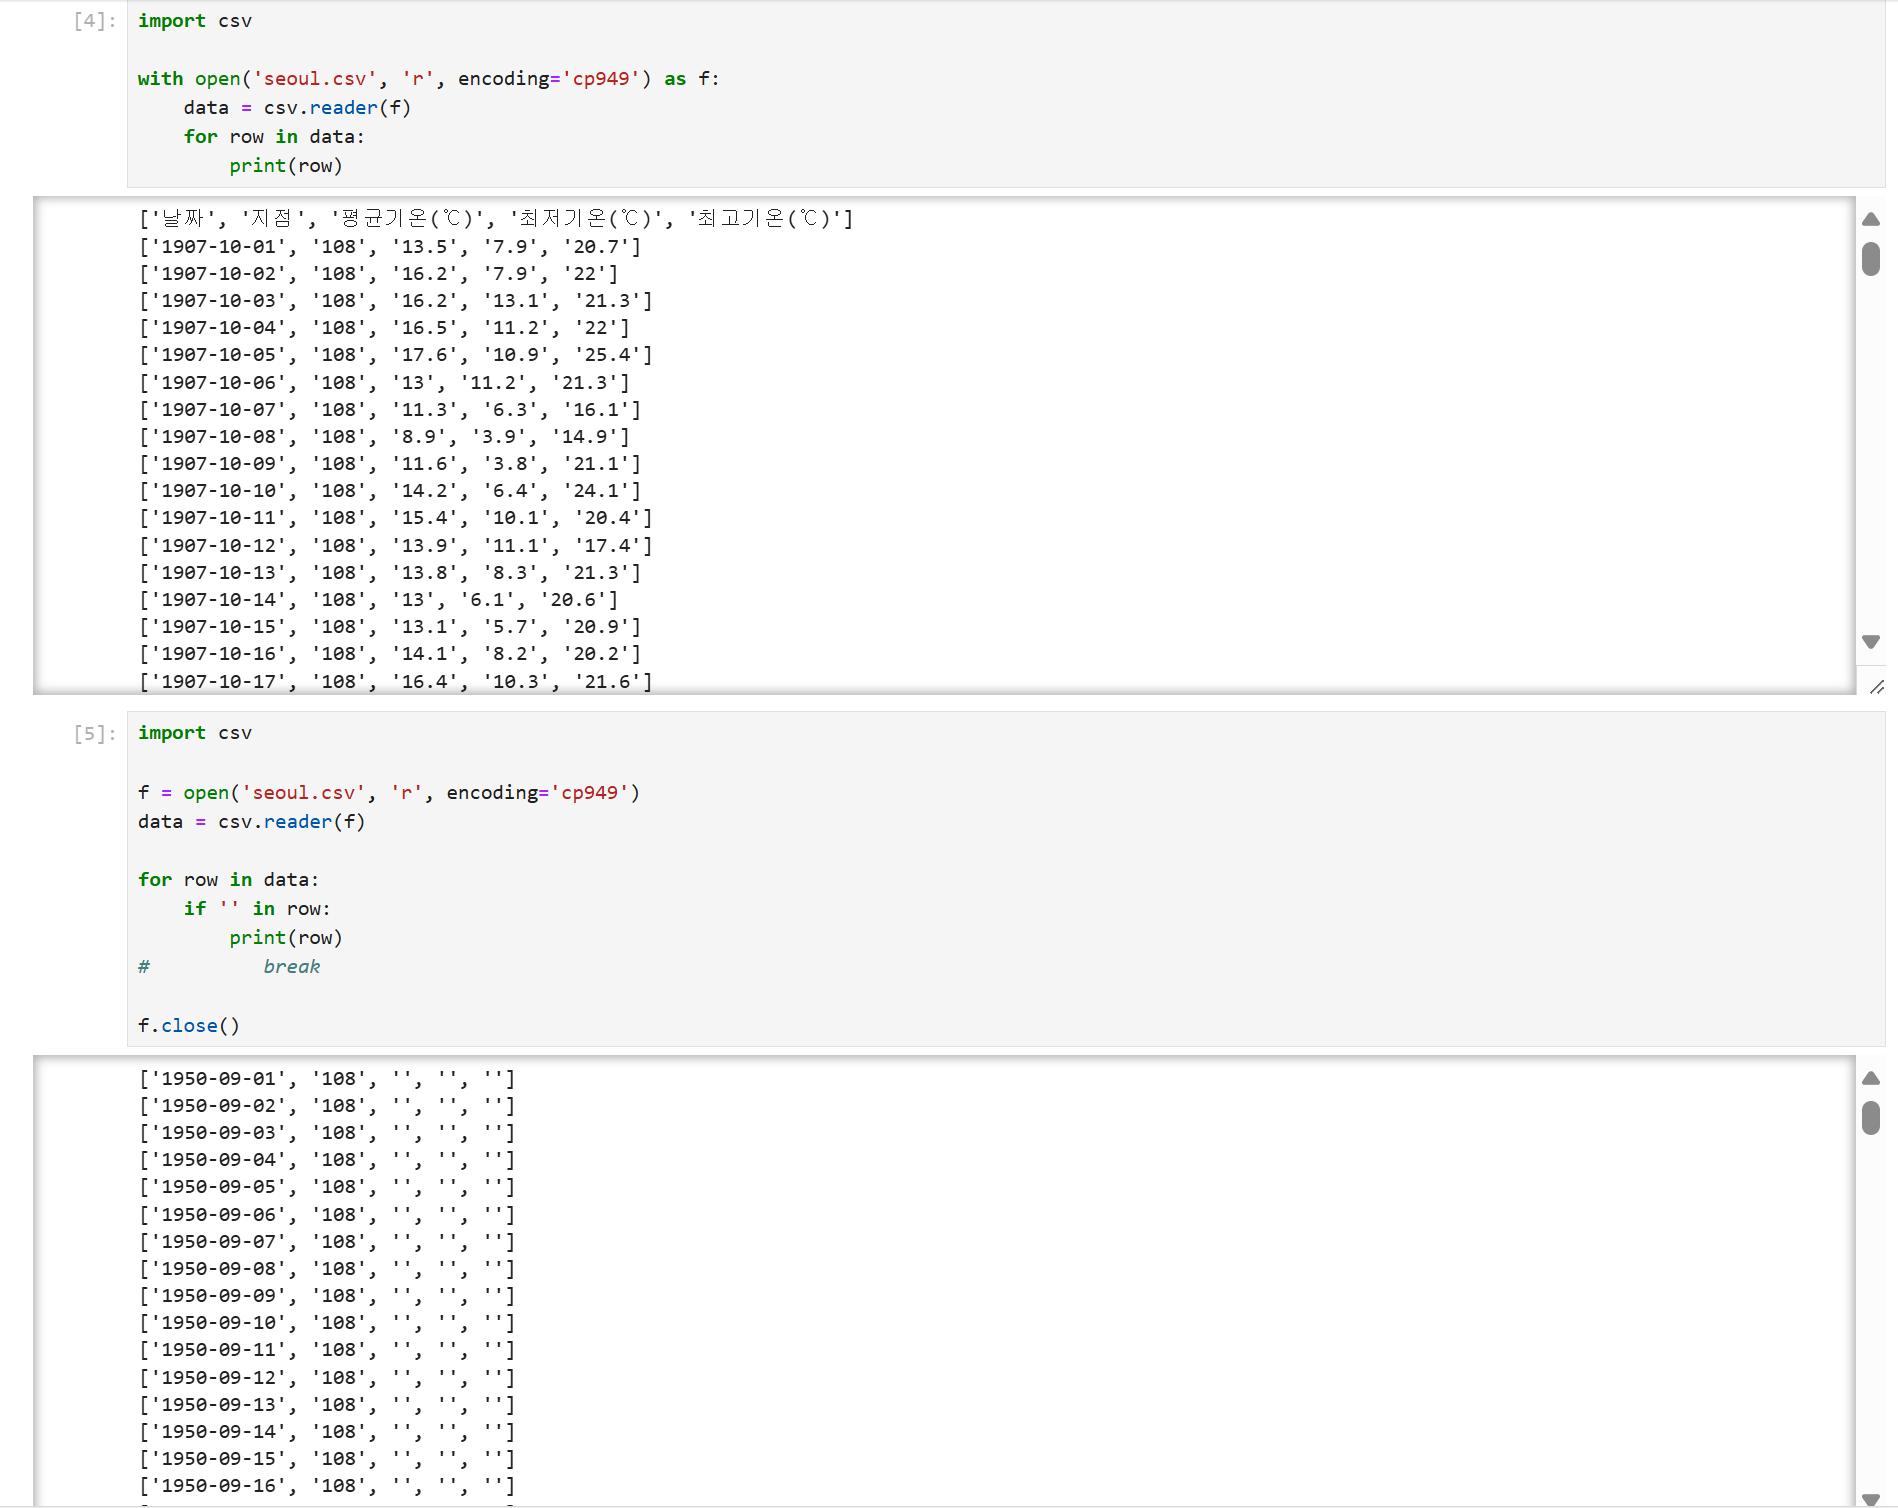 [4]:
import csv
with open('seoul.csv', 'r', encoding='cp949') as f:
    data = csv.reader(f)
    for row in data:
        print(row)
['날짜', '지점', '평균기온(℃)', '최저기온(℃)', '최고기온(℃)']
['1907-10-01', '108', '13.5', '7.9', '20.7']
['1907-10-02', '108', '16.2', '7.9', '22']
['1907-10-03', '108', '16.2', '13.1', '21.3']
['1907-10-04', '108', '16.5', '11.2', '22']
['1907-10-05', '108', '17.6', '10.9', '25.4']
['1907-10-06', '108', '13', '11.2', '21.3']
['1907-10-07', '108', '11.3', '6.3', '16.1']
['1907-10-08', '108', '8.9', '3.9', '14.9']
['1907-10-09', '108', '11.6', '3.8', '21.1']
['1907-10-10', '108', '14.2', '6.4', '24.1']
['1907-10-11', '108', '15.4', '10.1', '20.4']
['1907-10-12', '108', '13.9', '11.1', '17.4']
['1907-10-13', '108', '13.8', '8.3', '21.3']
['1907-10-14', '108', '13', '6.1', '20.6']
['1907-10-15', '108', '13.1', '5.7', '20.9']
['1907-10-16', '108', '14.1', '8.2', '20.2']
['1907-10-17', '108', '16.4', '10.3', '21.6']
[5]:
import csv
f = open('seoul.csv', 'r', encoding='cp949')
data = csv.reader(f)
for row in data:
    if '' in row:
        print(row)
#          break
f.close()
['1950-09-01', '108', '', '', '']
['1950-09-02', '108', '', '', '']
['1950-09-03', '108', '', '', '']
['1950-09-04', '108', '', '', '']
['1950-09-05', '108', '', '', '']
['1950-09-06', '108', '', '', '']
['1950-09-07', '108', '', '', '']
['1950-09-08', '108', '', '', '']
['1950-09-09', '108', '', '', '']
['1950-09-10', '108', '', '', '']
['1950-09-11', '108', '', '', '']
['1950-09-12', '108', '', '', '']
['1950-09-13', '108', '', '', '']
['1950-09-14', '108', '', '', '']
['1950-09-15', '108', '', '', '']
['1950-09-16', '108', '', '', '']